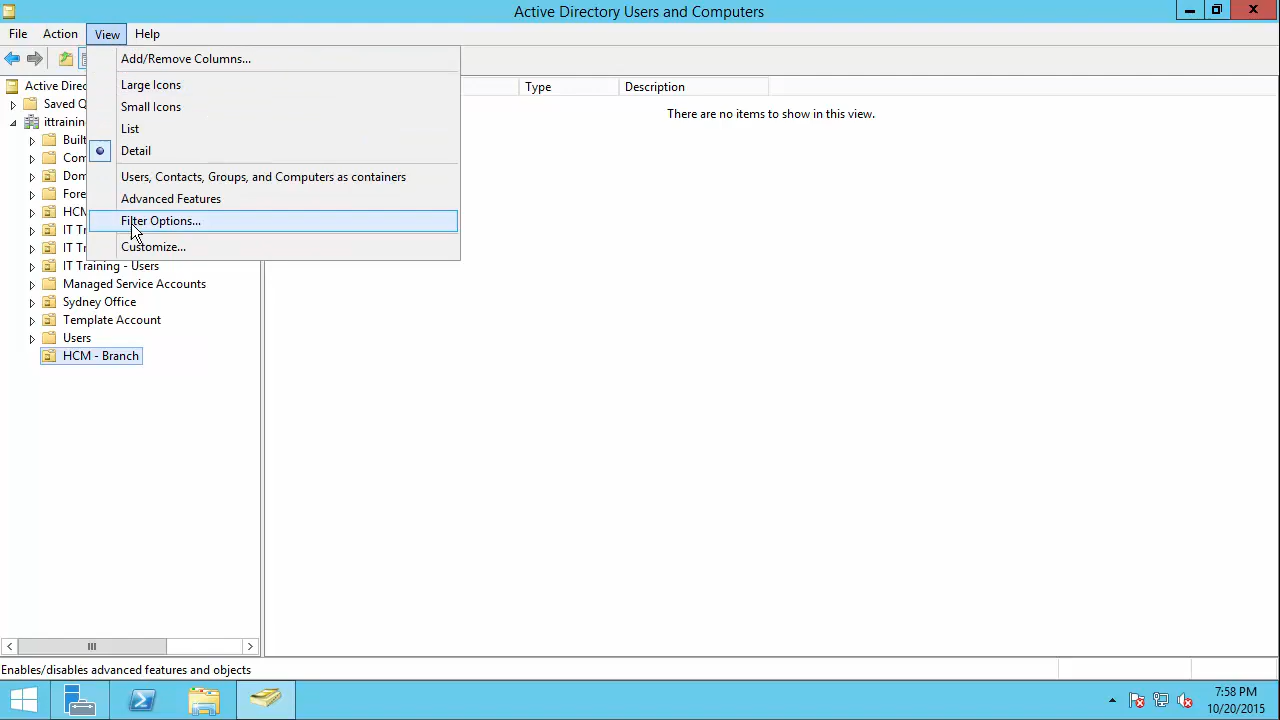 Active Directory Users and Computers
File Action View Help
Add/Remove Columns...
Large Icons
Small Icons
List
Detail
Users, Contacts, Groups, and Computers as containers
Advanced Features
Filter Options...
Customize...
Type Description
There are no items to show in this view.
Active Direc
Saved Q
ittraining
Built
Com
Dom
Fore
HCM
IT Tr
IT Tr
IT Training - Users
Managed Service Accounts
Sydney Office
Template Account
Users
HCM - Branch
Enables/disables advanced features and objects
7:58 PM
10/20/2015